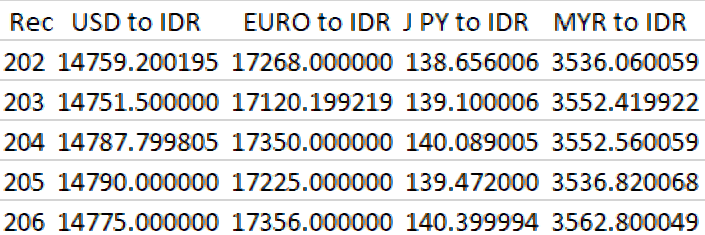 Rec USD to IDR EURO to IDR J PY to IDR MYR to IDR
202 14759.200195 17268.000000 138.656006 3536.060059
203 14751.500000 17120.199219 139.100006 3552.419922
204 14787.799805 17350.000000 140.089005 3552.560059
205 14790.000000 17225.000000 139.472000 3536.820068
206 14775.000000 17356.000000 140.399994 3562.800049